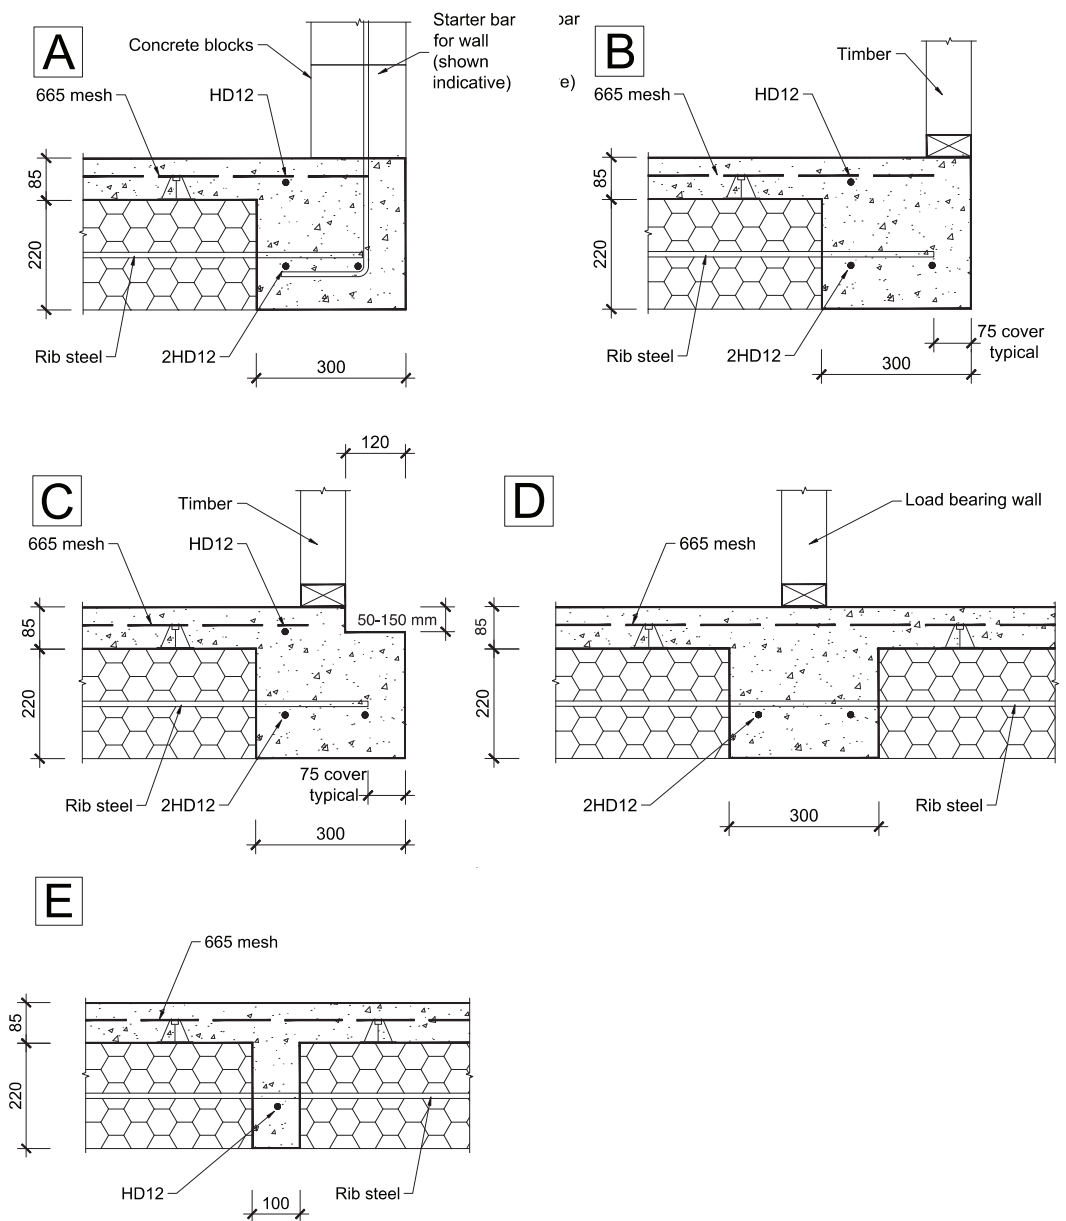 A
Concrete blocks
Starter bar
for wall
(shown
indicative)
665 mesh
HD12
85
220
Rib steel
2HD12
300
bar
e)
B
Timber
665 mesh
HD12
85
220
Rib steel
2HD12
75 cover
typical
300
C
120
Timber
665 mesh
HD12
50-150 mm
85
220
Rib steel
2HD12
75 cover
typical
300
D
Load bearing wall
665 mesh
85
220
2HD12
Rib steel
300
E
665 mesh
85
220
HD12
Rib steel
100